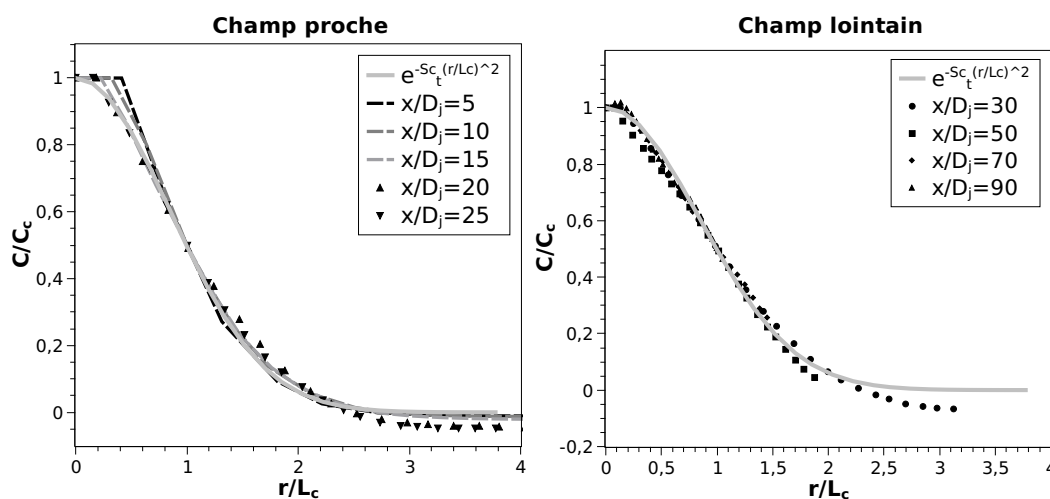 Champ proche
C/Cc
1
0,8
0,6
0,4
0,2
0
0
1
2
3
4
r/Lc
e^-Sc_t(r/Lc)^2
x/Dj=5
x/Dj=10
x/Dj=15
x/Dj=20
x/Dj=25
Champ lointain
C/Cc
1
0,8
0,6
0,4
0,2
0
-0,2
0
0,5
1
1,5
2
2,5
3
3,5
4
r/Lc
e^-Sc_t(r/Lc)^2
x/Dj=30
x/Dj=50
x/Dj=70
x/Dj=90